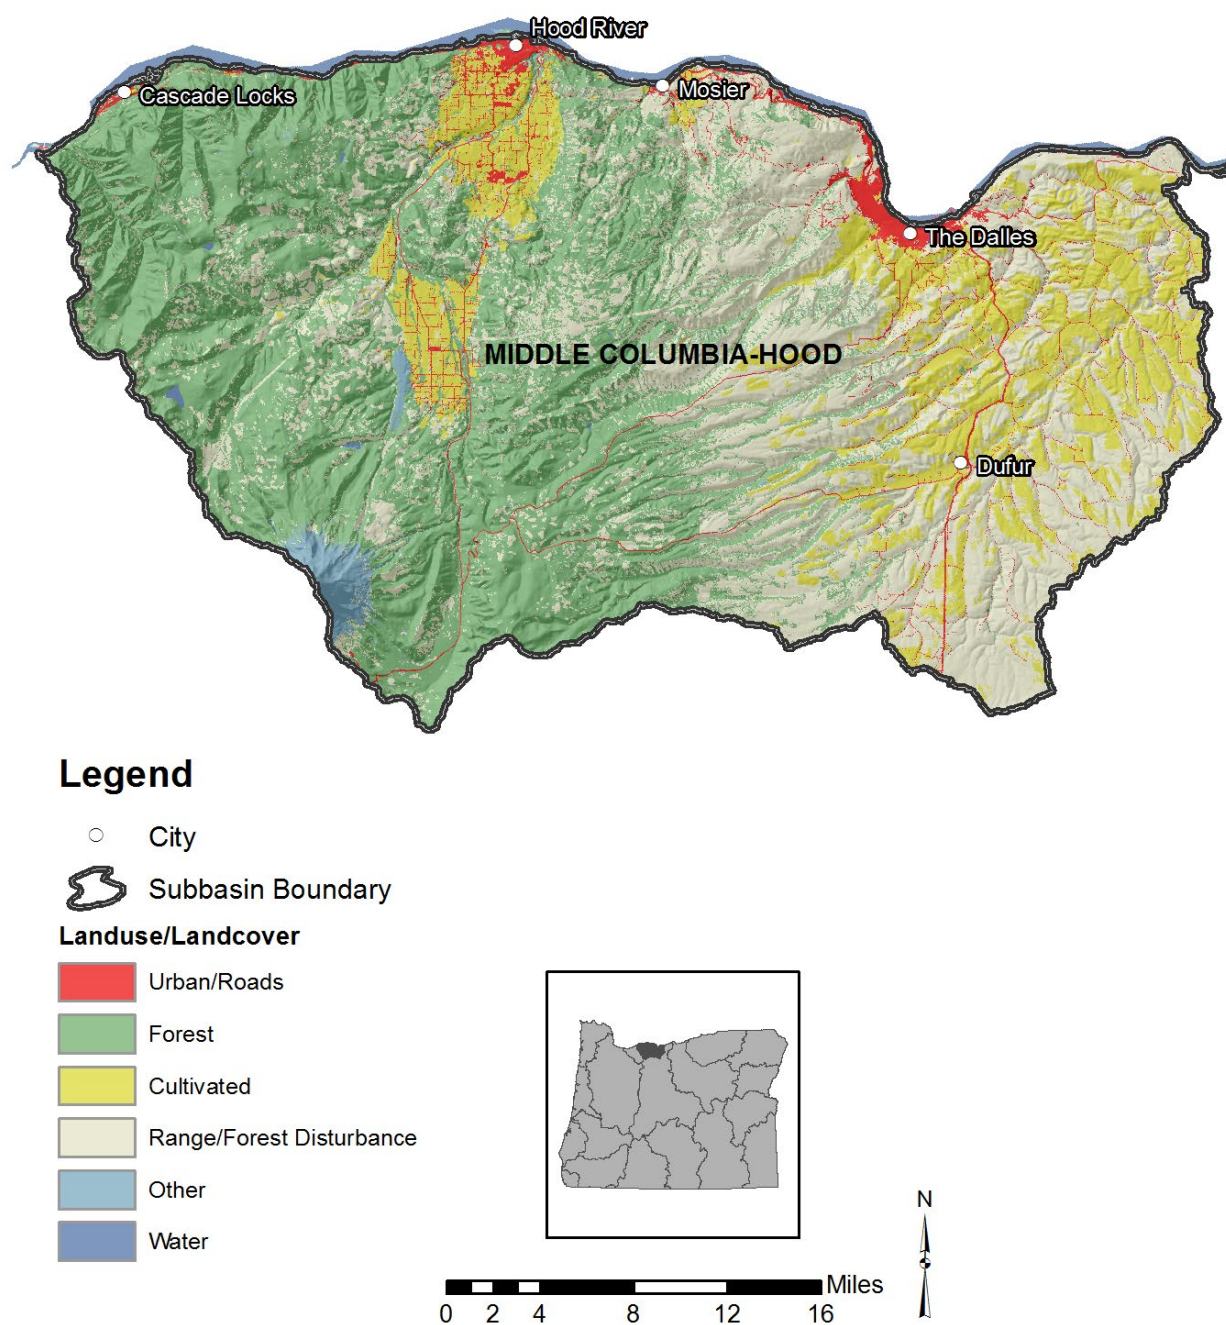 Hood River
Cascade Locks
Mosier
The Dalles
MIDDLE COLUMBIA-HOOD
Dufur
Legend
City
Subbasin Boundary
Landuse/Landcover
Urban/Roads
Forest
Cultivated
Range/Forest Disturbance
Other
Water
N
Miles
0 2 4 8 12 16